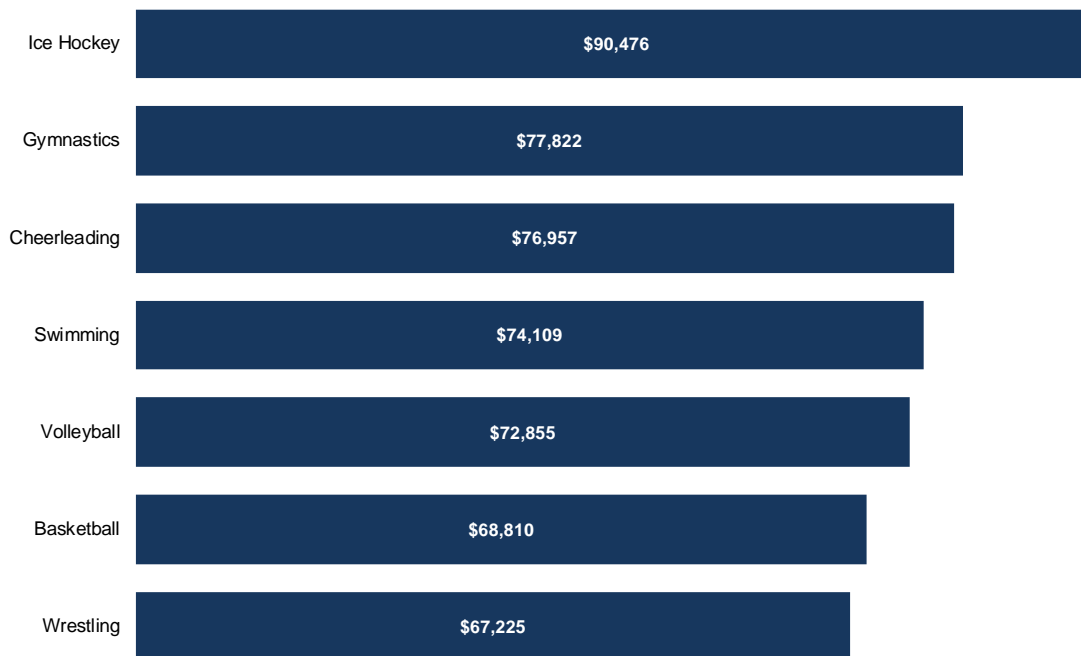 Ice Hockey $90,476
Gymnastics $77,822
Cheerleading $76,957
Swimming $74,109
Volleyball $72,855
Basketball $68,810
Wrestling $67,225